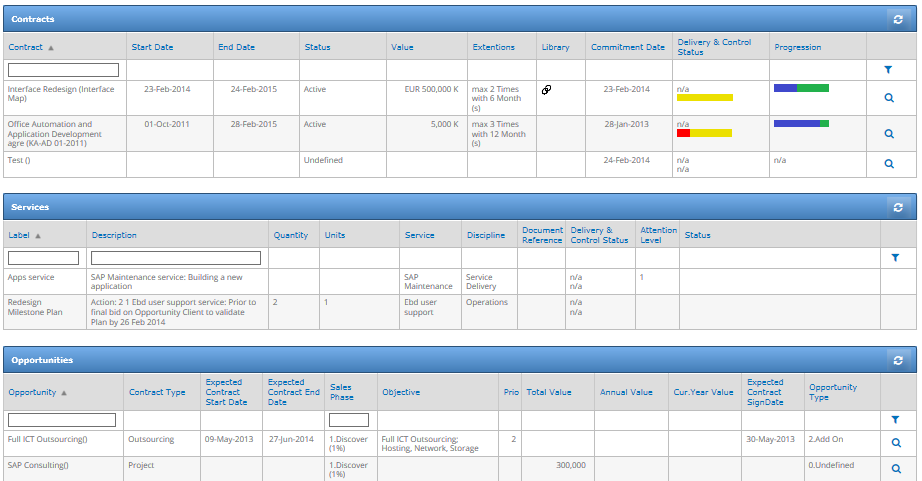 Contracts
Contract Start Date End Date Status Value Extentions Library Commitment Date Delivery & Control Status Progression
Interface Redesign (Interface Map) 23-Feb-2014 24-Feb-2015 Active EUR 500,000 K max 2 Times with 6 Month (s) 23-Feb-2014 n/a
Office Automation and Application Development agre (KA-AD 01-2011) 01-Oct-2011 28-Feb-2015 Active 5,000 K max 3 Times with 12 Month (s) 28-Jan-2013 n/a
Test () Undefined 24-Feb-2014 n/a n/a n/a
Services
Label Description Quantity Units Service Discipline Document Reference Delivery & Control Status Attention Level Status
Apps service SAP Maintenance service: Building a new application SAP Maintenance Service Delivery n/a n/a 1
Redesign Milestone Plan Action: 2 1 Ebd user support service: Prior to final bid on Opportunity Client to validate Plan by 26 Feb 2014 2 1 Ebd user support Operations n/a n/a
Opportunities
Opportunity Contract Type Expected Contract Start Date Expected Contract End Date Sales Phase Objective Prio Total Value Annual Value Cur.Year Value Expected Contract SignDate Opportunity Type
Full ICT Outsourcing() Outsourcing 09-May-2013 27-Jun-2014 1.Discover (1%) Full ICT Outsourcing; Hosting, Network, Storage 2 30-May-2013 2.Add On
SAP Consulting() Project 1.Discover (1%) 300,000 0.Undefined